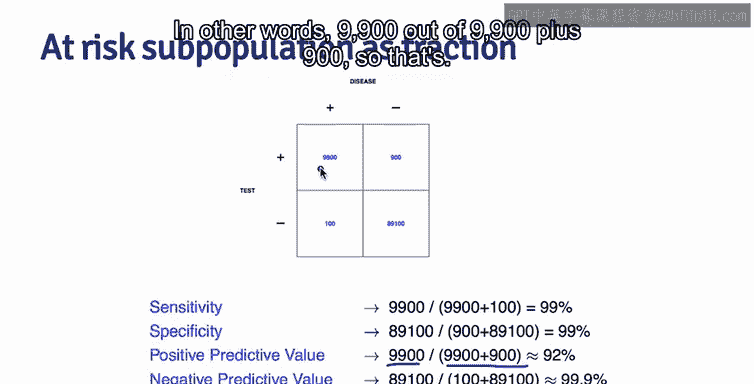 In other words, 9,900 out of 9,900 plus
900, so that's.
At risk subpopulation as fraction
DISEASE
+ −
+ 9900 900
TEST
− 100 89100
Sensitivity → 9900 / (9900+100) = 99%
Specificity → 89100 / (900+89100) = 99%
Positive Predictive Value → 9900 / (9900+900) ≈ 92%
Negative Predictive Value → 89100 / (100+89100) ≈ 99.9%